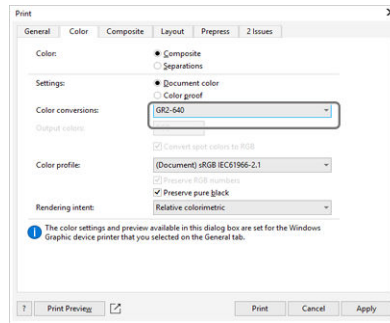 Print
General Color Composite Layout Prepress 2 Issues
Color: Composite
Separations
Settings: Document color
Color proof
Color conversions: GR2-640
Output colors:
Convert spot colors to RGB
Color profile: (Document) sRGB IEC61966-2.1
Preserve RGB numbers
Preserve pure black
Rendering intent: Relative colorimetric
The color settings and preview available in this dialog box are set for the Windows
Graphic device printer that you selected on the General tab.
? Print Preview Print Cancel Apply